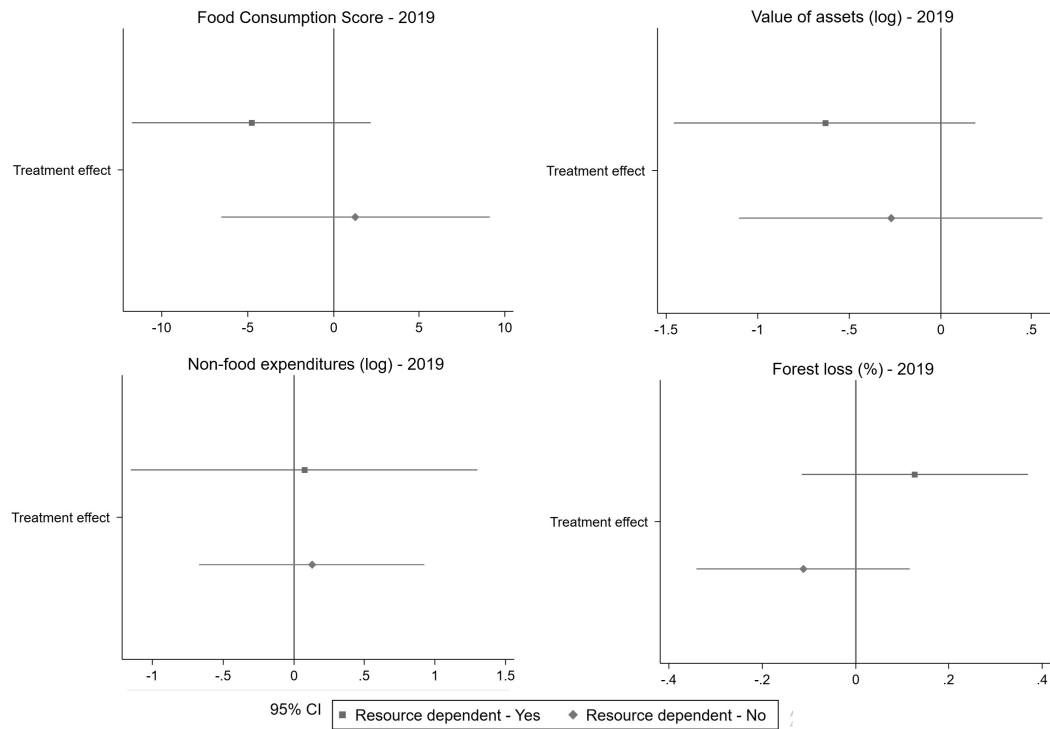 Food Consumption Score - 2019
Treatment effect
-10 -5 0 5 10
Value of assets (log) - 2019
Treatment effect
-1.5 -1 -.5 0 .5
Non-food expenditures (log) - 2019
Treatment effect
-1 -.5 0 .5 1 1.5
Forest loss (%) - 2019
Treatment effect
-.4 -.2 0 .2 .4
95% CI Resource dependent - Yes Resource dependent - No